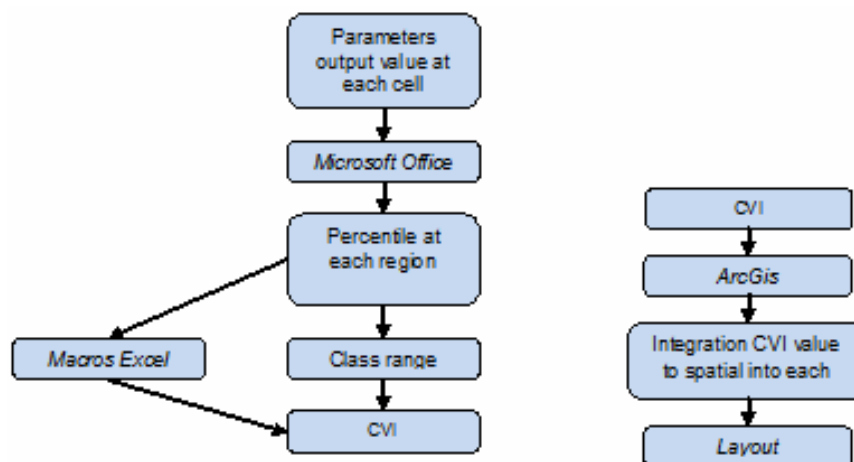 Parameters
output value at
each cell
Microsoft Office
Percentile at
each region
Macros Excel
Class range
CVI
CVI
ArcGis
Integration CVI value
to spatial into each
Layout